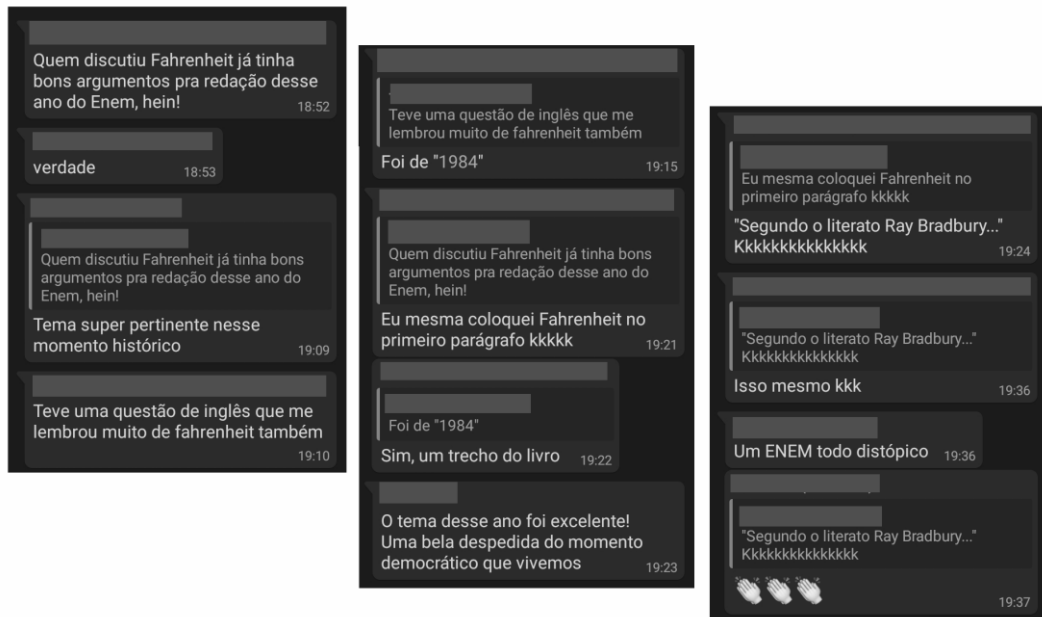 Quem discutiu Fahrenheit já tinha
bons argumentos pra redação desse
ano do Enem, hein!
18:52
verdade
18:53
Quem discutiu Fahrenheit já tinha bons
argumentos pra redação desse ano do
Enem, hein!
Tema super pertinente nesse
momento histórico
19:09
Teve uma questão de inglês que me
lembrou muito de fahrenheit também
19:10
Teve uma questão de inglês que me
lembrou muito de fahrenheit também
Foi de "1984"
19:15
Quem discutiu Fahrenheit já tinha bons
argumentos pra redação desse ano do
Enem, hein!
Eu mesma coloquei Fahrenheit no
primeiro parágrafo kkkkk
19:21
Foi de "1984"
Sim, um trecho do livro
19:22
O tema desse ano foi excelente!
Uma bela despedida do momento
democrático que vivemos
19:23
Eu mesma coloquei Fahrenheit no
primeiro parágrafo kkkkk
"Segundo o literato Ray Bradbury..."
Kkkkkkkkkkkkkkk
19:24
"Segundo o literato Ray Bradbury..."
Kkkkkkkkkkkkkkk
Isso mesmo kkk
19:36
Um ENEM todo distópico
19:36
"Segundo o literato Ray Bradbury..."
Kkkkkkkkkkkkkkk
👏👏👏
19:37